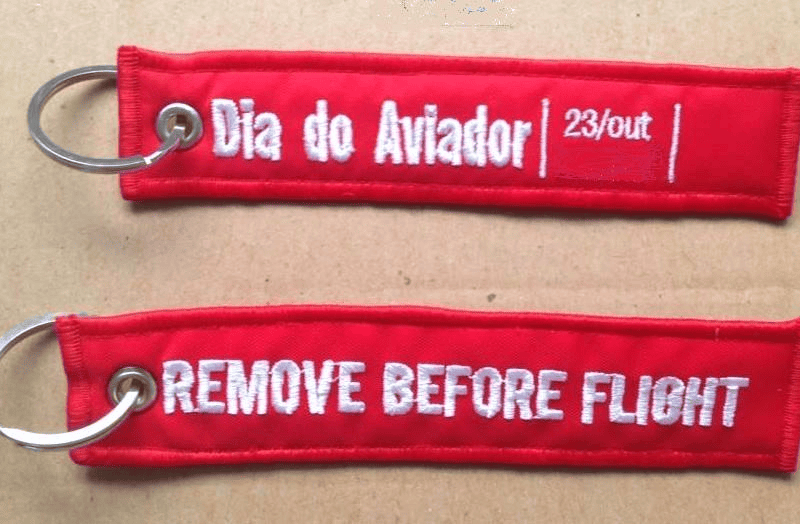 Dia do Aviador | 23/out |
REMOVE BEFORE FLIGHT